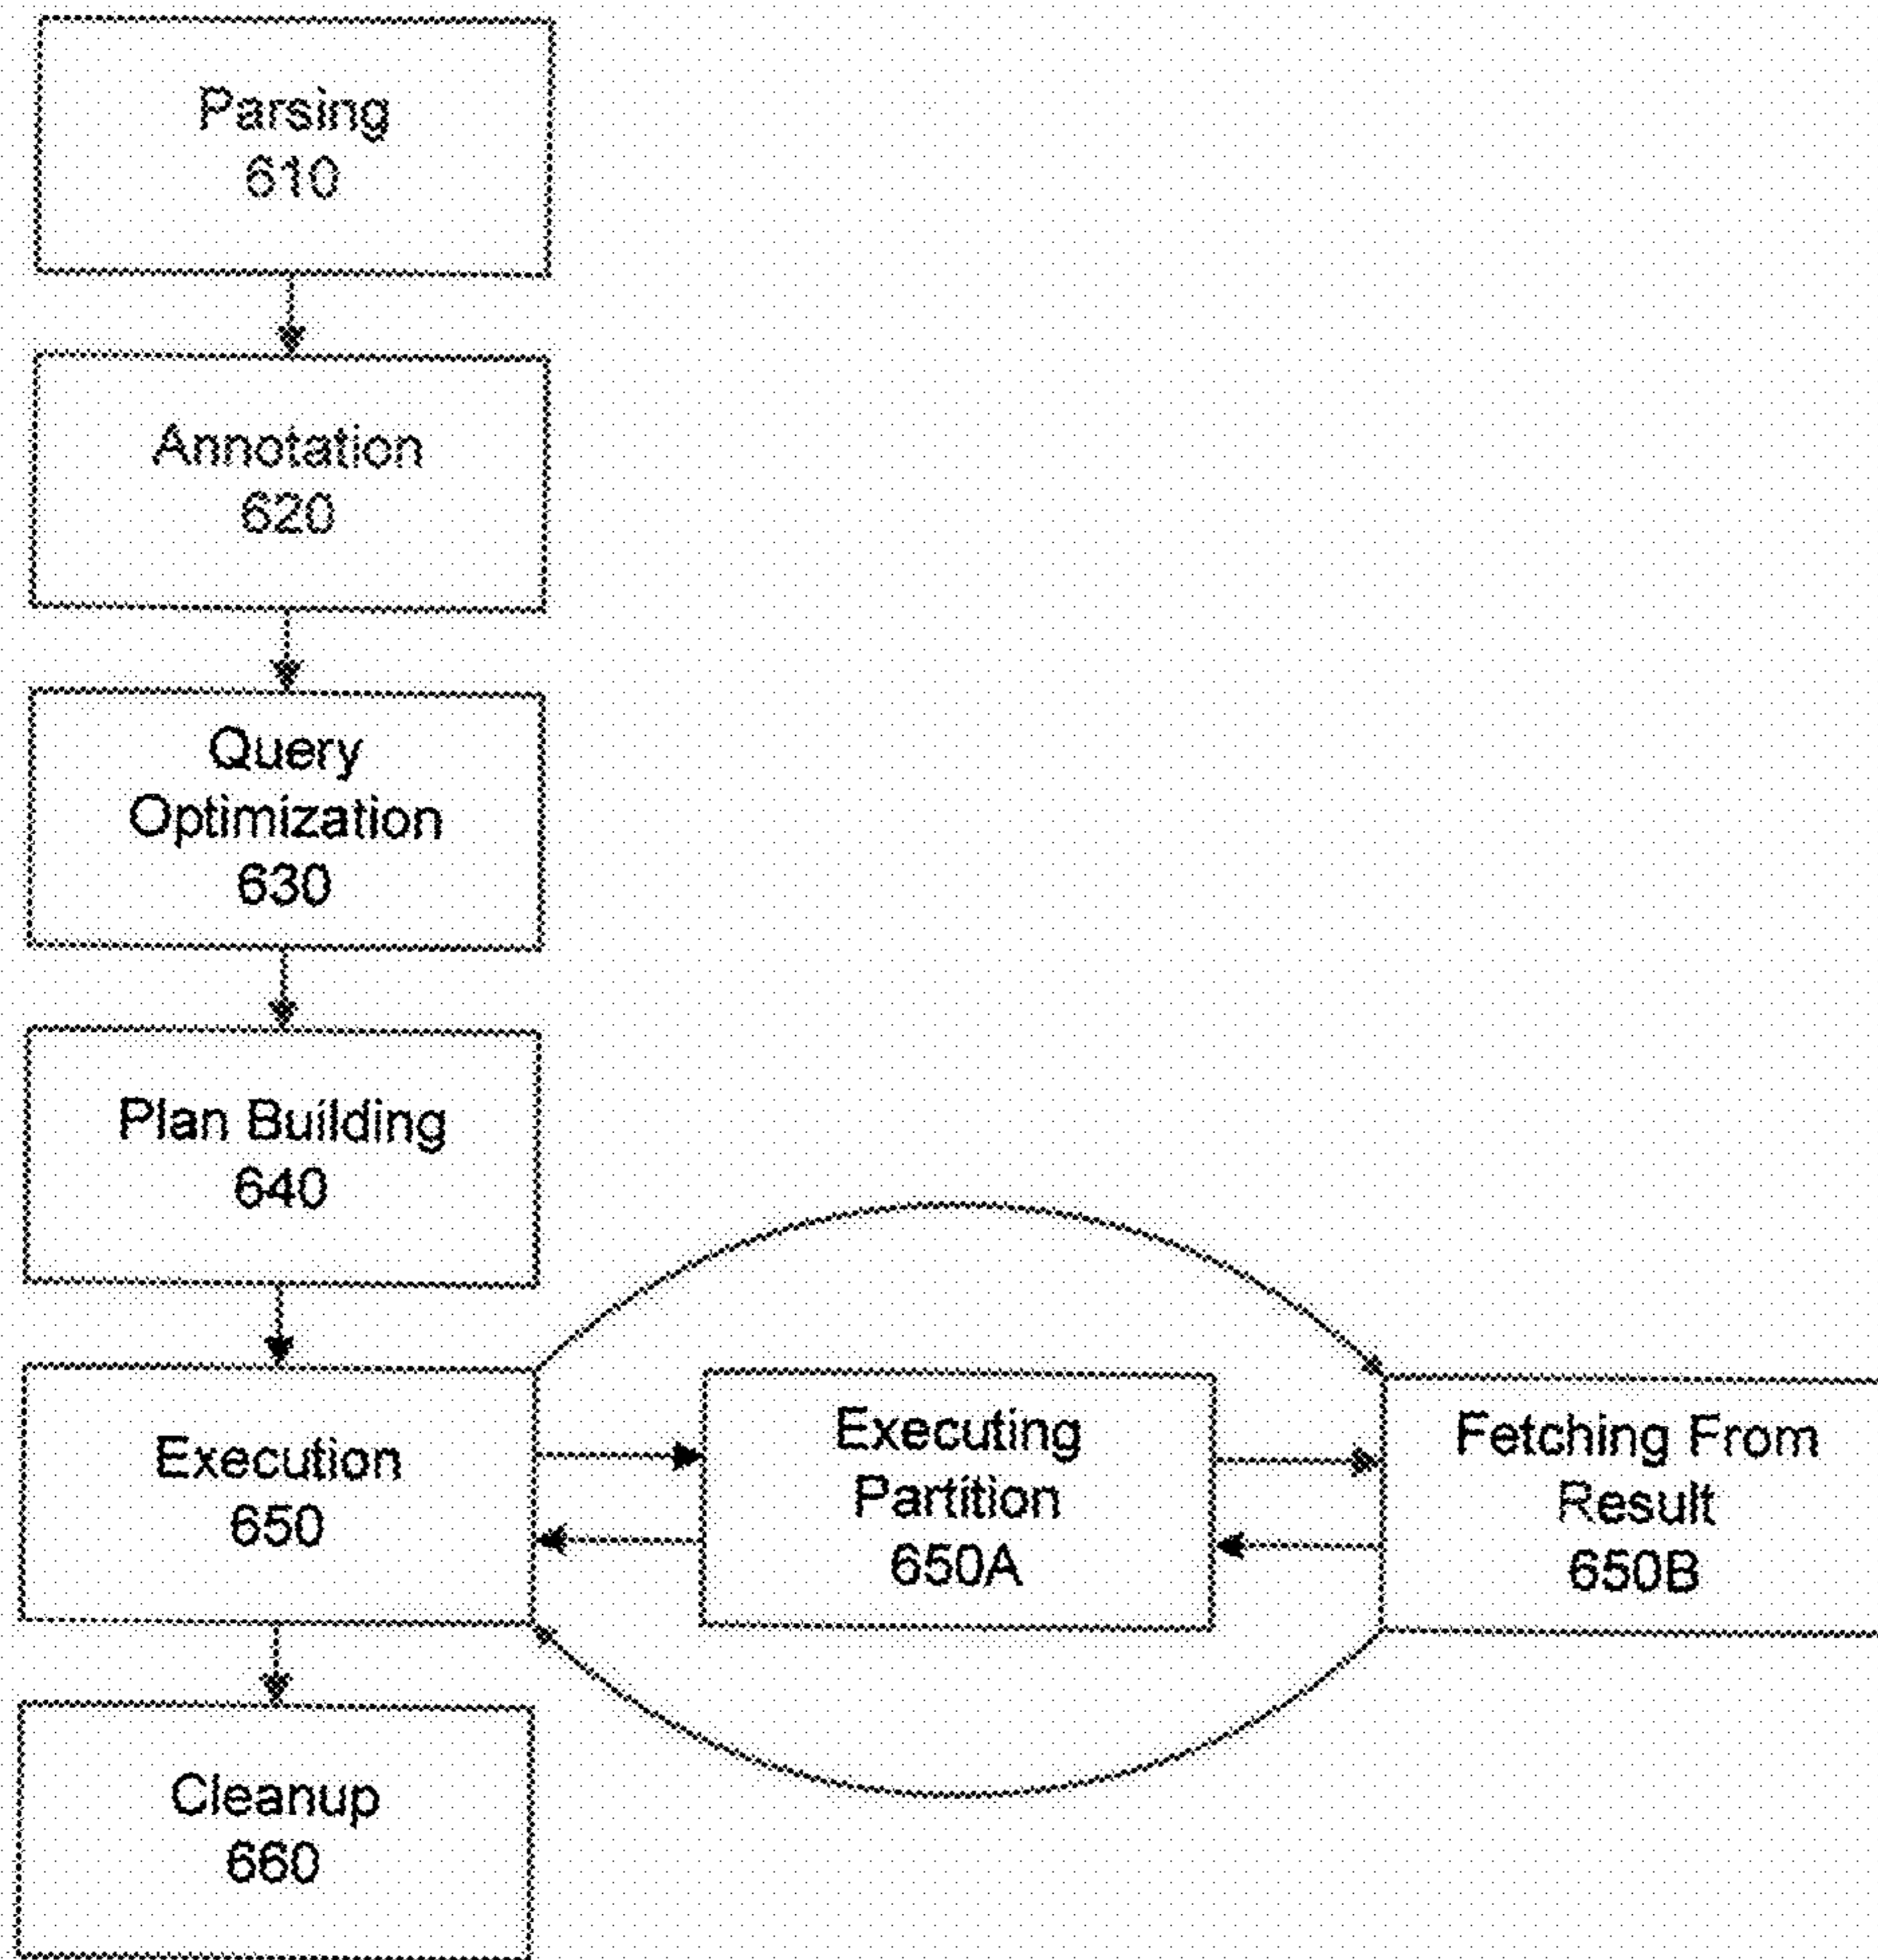 Parsing
610
Annotation
620
Query
Optimization
630
Plan Building
640
Execution
650
Executing
Partition
650A
Fetching From
Result
650B
Cleanup
660